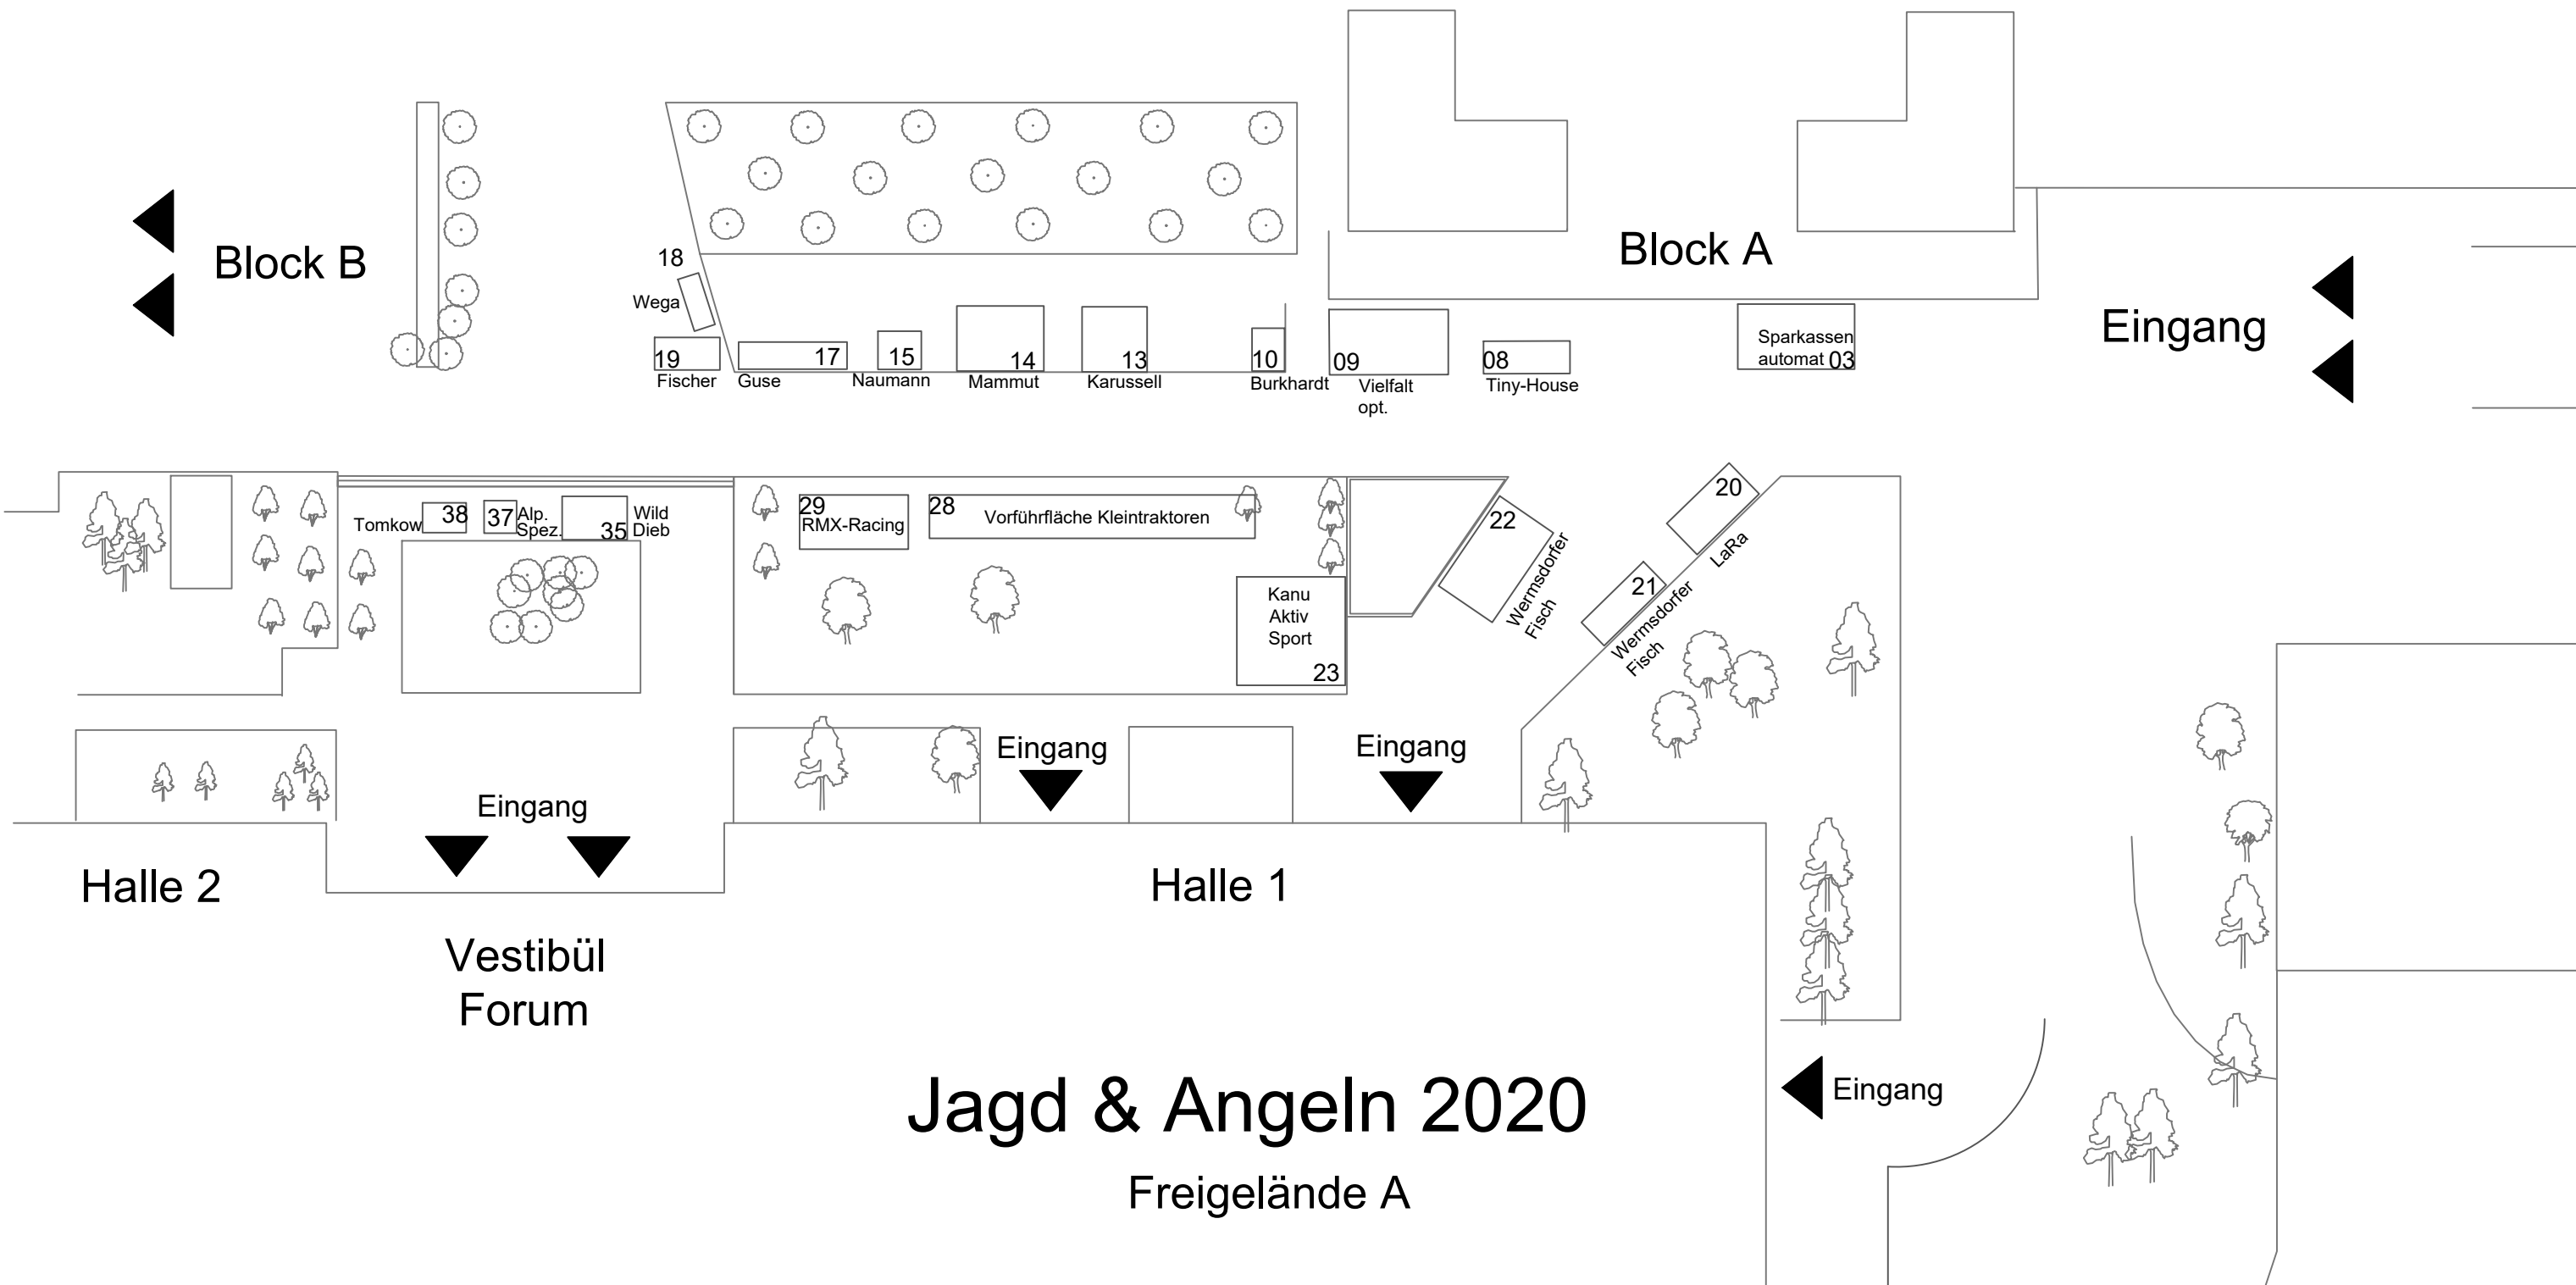 Block B
18
Wega
19
Fischer
17
Guse
15
Naumann
14
Mammut
13
Karussell
10
Burkhardt
Block A
09
Vielfalt
opt.
08
Tiny-House
Sparkassen
automat 03
Eingang
Tomkow
38
37
Alp.
Spez.
35
Wild
Dieb
29
RMX-Racing
28
Vorführfläche Kleintraktoren
Kanu
Aktiv
Sport
23
22
Wermsdorfer
Fisch
20
LaRa
21
Wermsdorfer
Fisch
Eingang
Eingang
Eingang
Halle 2
Halle 1
Vestibül
Forum
Eingang
Jagd & Angeln 2020
Freigelände A